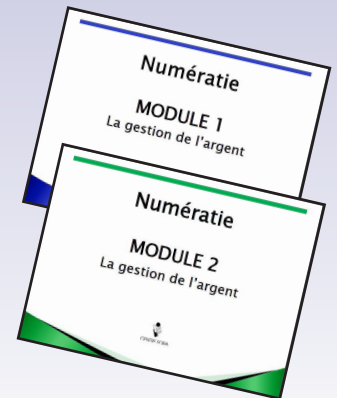 Numératie
MODULE 1
La gestion de l'argent
Numératie
MODULE 2
La gestion de l'argent